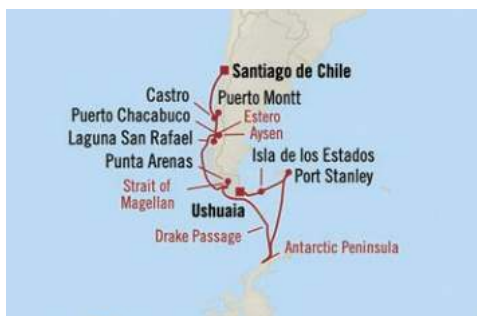 Santiago de Chile
Castro
Puerto Montt
Puerto Chacabuco
Estero
Aysen
Laguna San Rafael
Isla de los Estados
Punta Arenas
Port Stanley
Strait of
Magellan
Ushuaia
Drake Passage
Antarctic Peninsula